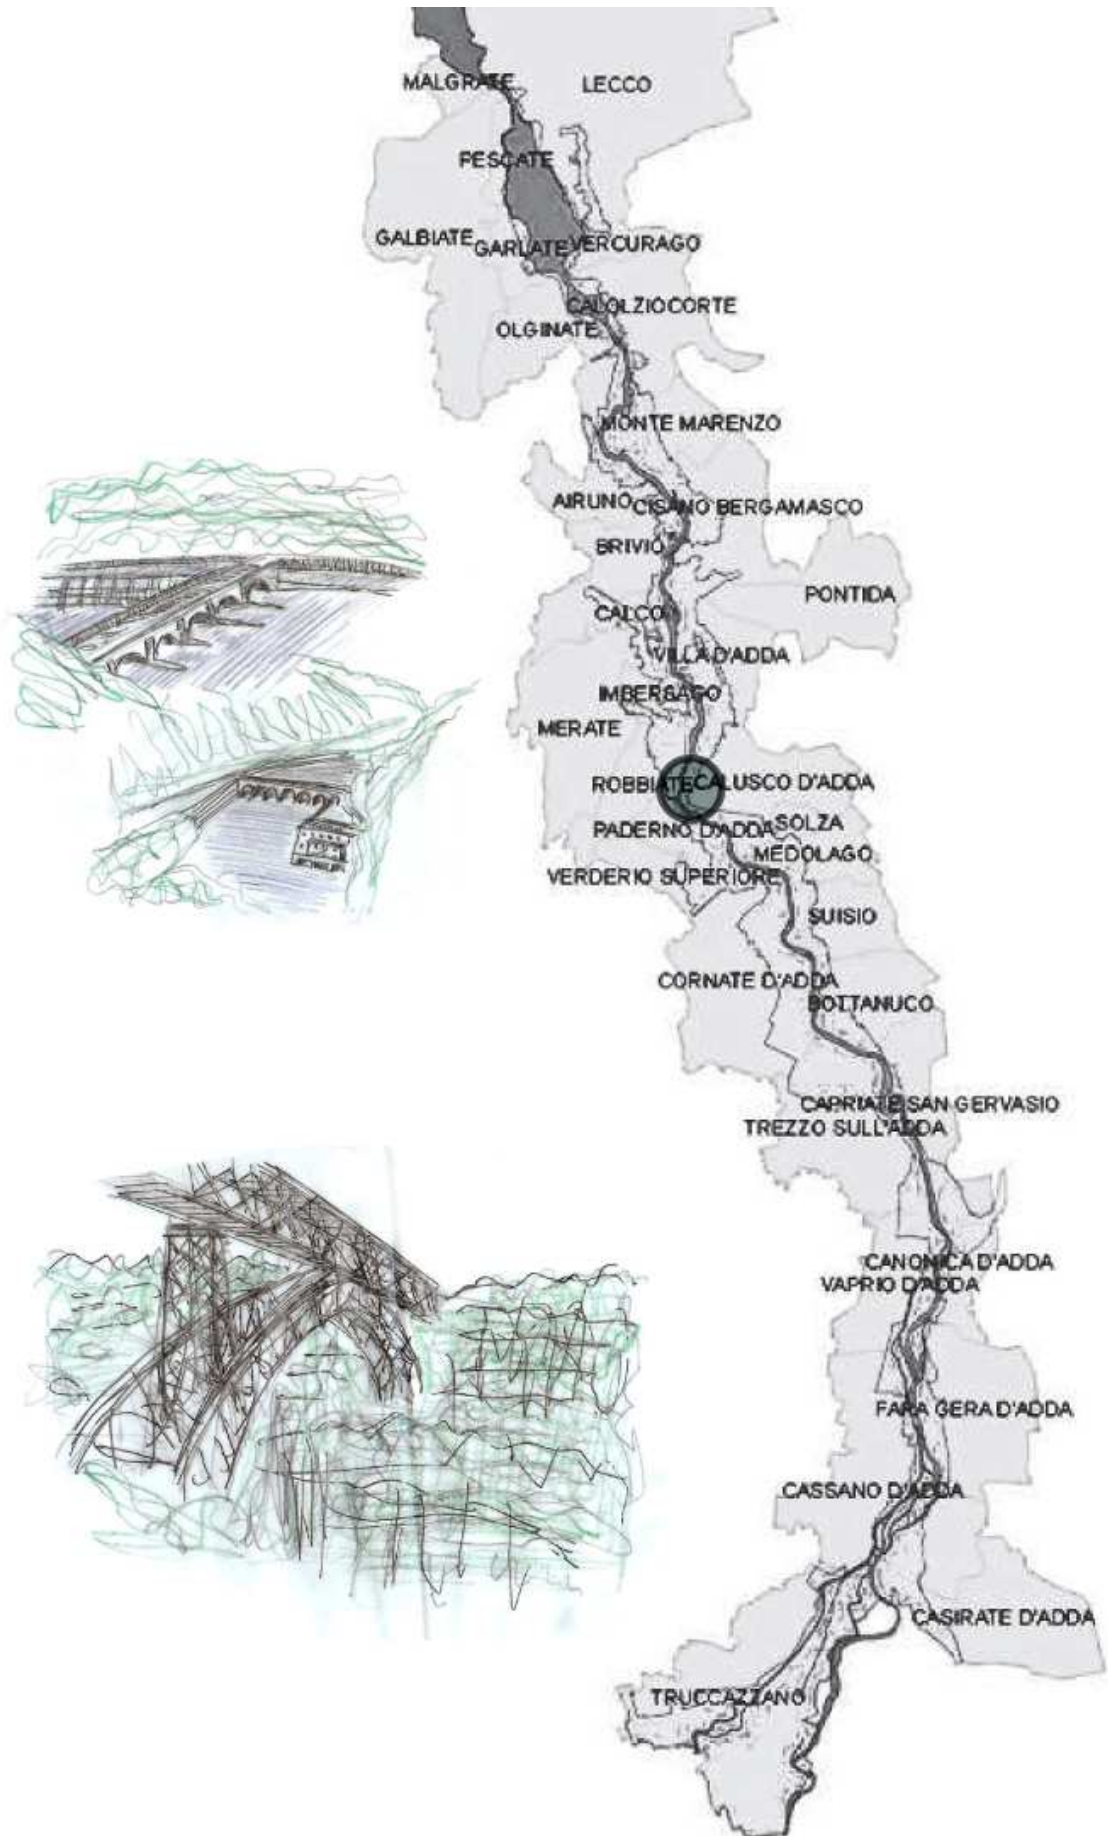 MALGRATE
LECCO
PESCATE
GALBIATE
GARLATE
VERCURAGO
CALOLZIOCORTE
OLGINATE
MONTE MARENZO
AIRUNO
CISANO BERGAMASCO
BRIVIO
PONTIDA
CALCO
VILLA D'ADDA
IMBERSAGO
MERATE
ROBBIATE
CALUSCO D'ADDA
PADERNO D'ADDA
SOLZA
MEDOLAGO
VERDERIO SUPERIORE
SUISIO
CORNATE D'ADDA
BOTTANUCO
CAPRIATE SAN GERVASIO
TREZZO SULL'ADDA
CANONICA D'ADDA
VAPRIO D'ADDA
FARA GERA D'ADDA
CASSANO D'ADDA
CASIRATE D'ADDA
TRUCCAZZANO